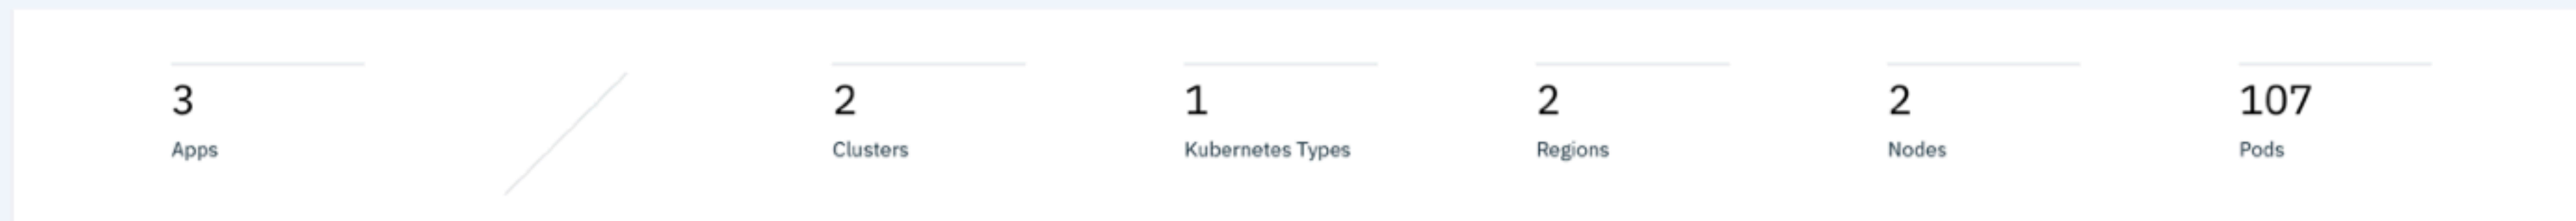 3 2 1 2 2 107
Apps Clusters Kubernetes Types Regions Nodes Pods